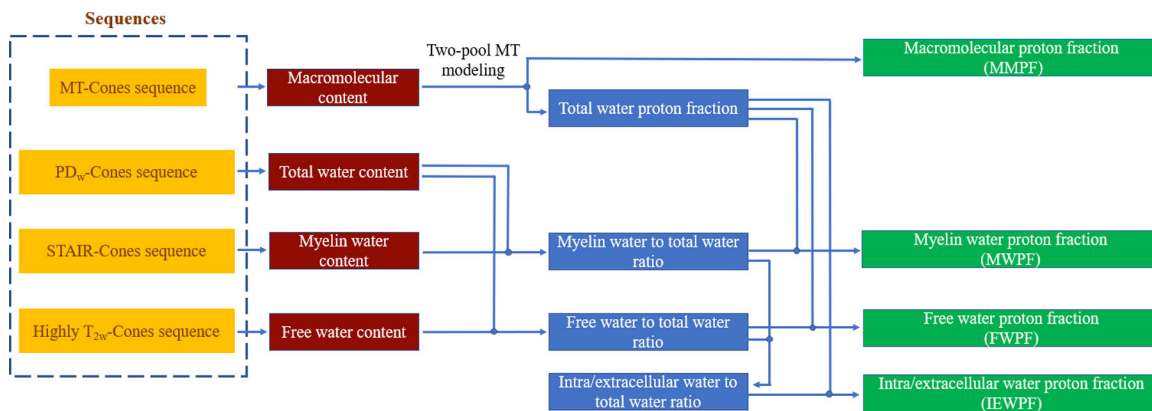 Sequences
MT-Cones sequence
Macromolecular
content
Two-pool MT
modeling
Macromolecular proton fraction
(MMPF)
Total water proton fraction
PDw-Cones sequence
Total water content
STAIR-Cones sequence
Myelin water
content
Myelin water to total water
ratio
Myelin water proton fraction
(MWPF)
Highly T2w-Cones sequence
Free water content
Free water to total water
ratio
Free water proton fraction
(FWPF)
Intra/extracellular water to
total water ratio
Intra/extracellular water proton fraction
(IEWPF)